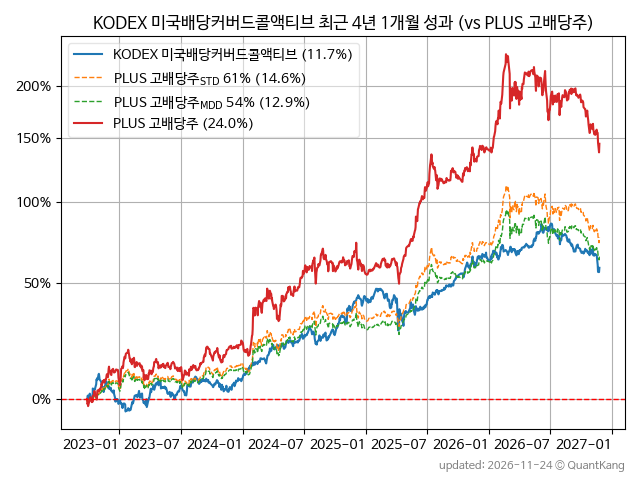 KODEX 미국배당커버드콜액티브 최근 4년 1개월 성과 (vs PLUS 고배당주)
KODEX 미국배당커버드콜액티브 (11.7%)
PLUS 고배당주STD 61% (14.6%)
PLUS 고배당주MDD 54% (12.9%)
PLUS 고배당주 (24.0%)
200%
150%
100%
50%
0%
2023-01 2023-07 2024-01 2024-07 2025-01 2025-07 2026-01 2026-07 2027-01
updated: 2026-11-24 © QuantKang